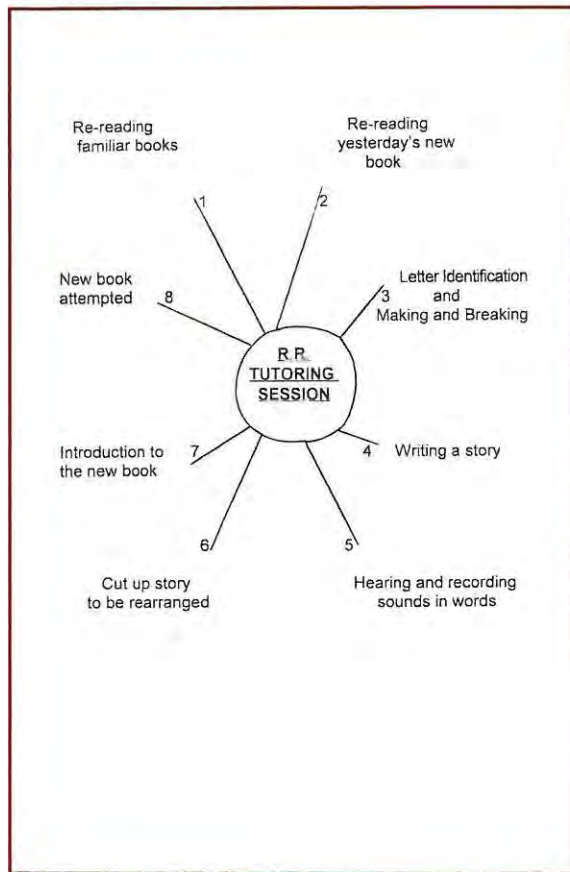 Re-reading
familiar books
1
Re-reading
yesterday's new
book
2
Letter Identification
3 and
Making and Breaking
4 Writing a story
5
Hearing and recording
sounds in words
6
Cut up story
to be rearranged
7
Introduction to
the new book
8
New book
attempted
R.R.
TUTORING
SESSION